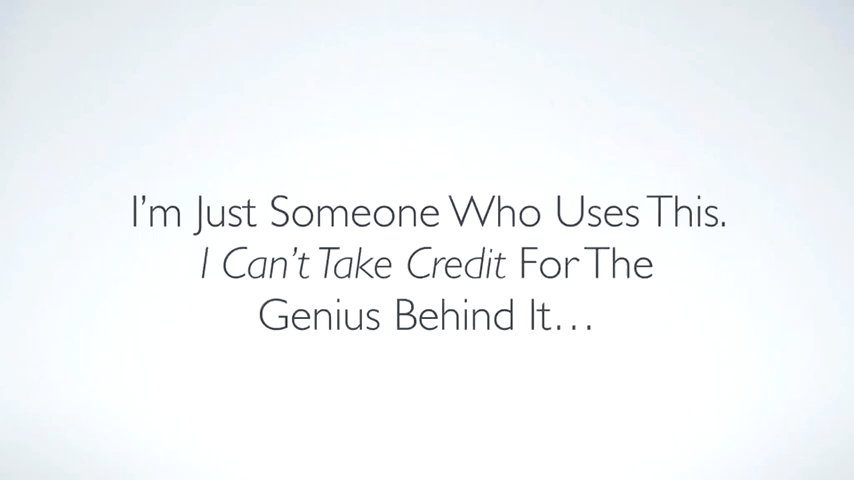 I'm Just Someone Who Uses This.
I Can't Take Credit For The
Genius Behind It...